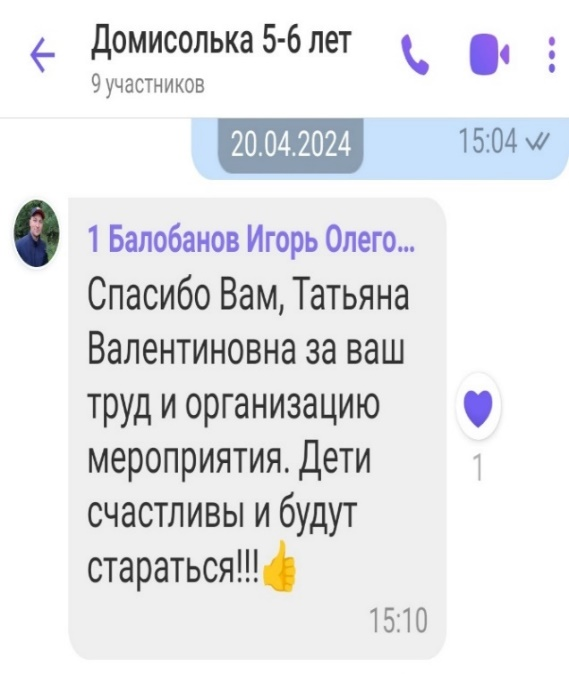 Домисолька 5-6 лет
9 участников
20.04.2024
15:04
1 Балобанов Игорь Олего...
Спасибо Вам, Татьяна
Валентиновна за ваш
труд и организацию
мероприятия. Дети
счастливы и будут
стараться!!!👍
1
15:10